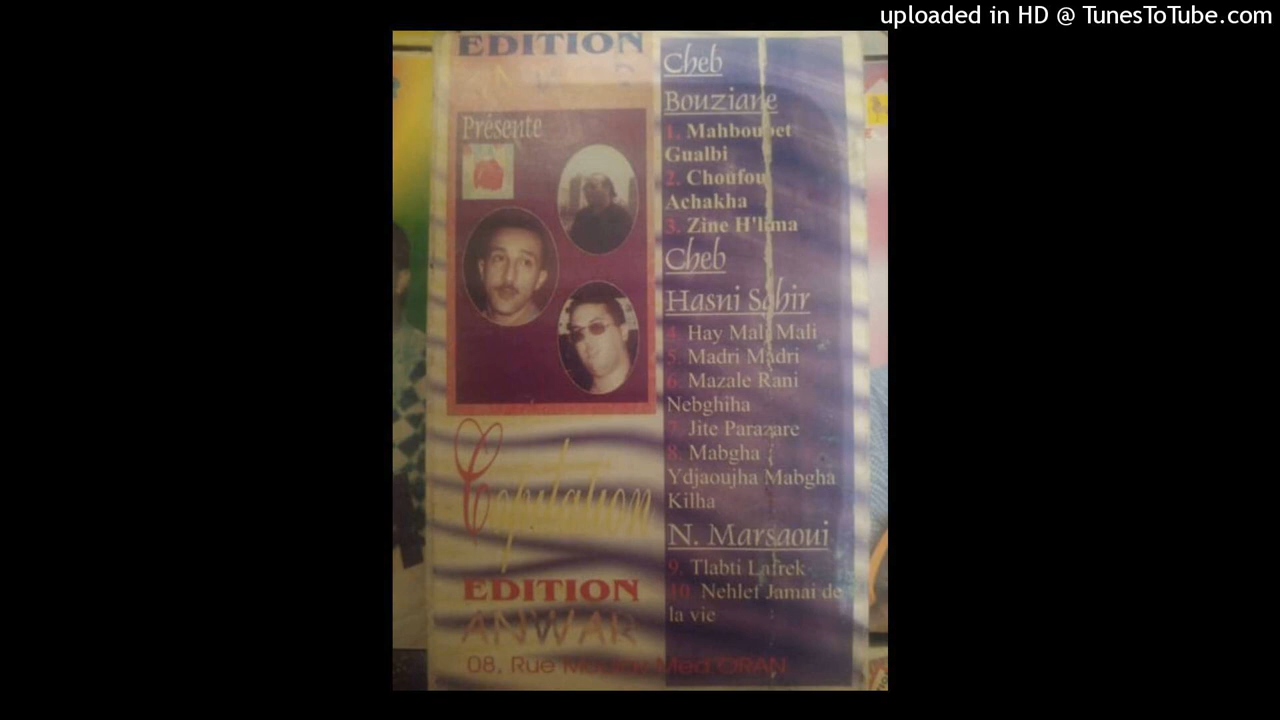 uploaded in HD @ TunesToTube.com
EDITION
Présente
EDITION
ANWAR
08, Rue Med ORAN
Cheb
Bouziane
1. Mahboubet
Gualbi
2. Choufou
Achakha
3. Zine H'lima
Cheb
Hasni Sghir
4. Hay Mali Mali
5. Madri Madri
6. Mazale Rani
Nebghiha
7. Jite Parazare
8. Mabgha
Ydjaoujha Mabgha
Kilha
N. Marsaoui
9. Tlabti Lafrek
10. Nehlef Jamai de
la vie